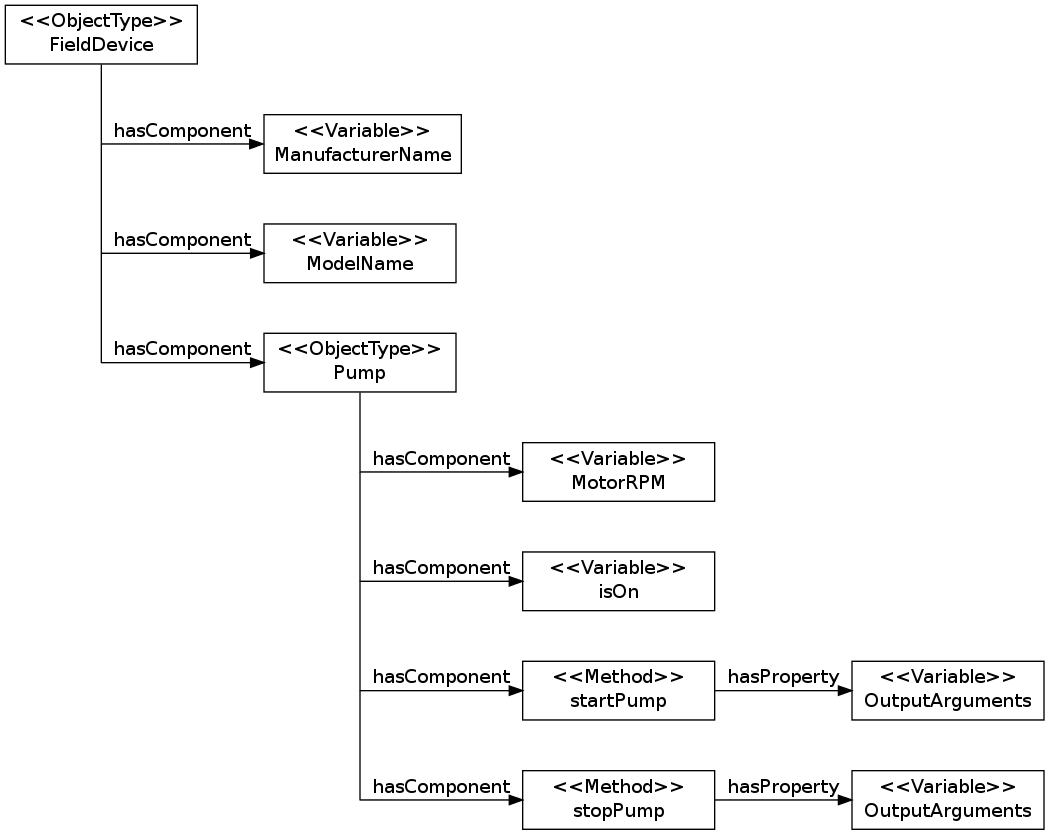 <<ObjectType>>
FieldDevice
hasComponent
<<Variable>>
ManufacturerName
hasComponent
<<Variable>>
ModelName
hasComponent
<<ObjectType>>
Pump
hasComponent
<<Variable>>
MotorRPM
hasComponent
<<Variable>>
isOn
hasComponent
<<Method>>
startPump
hasProperty
<<Variable>>
OutputArguments
hasComponent
<<Method>>
stopPump
hasProperty
<<Variable>>
OutputArguments